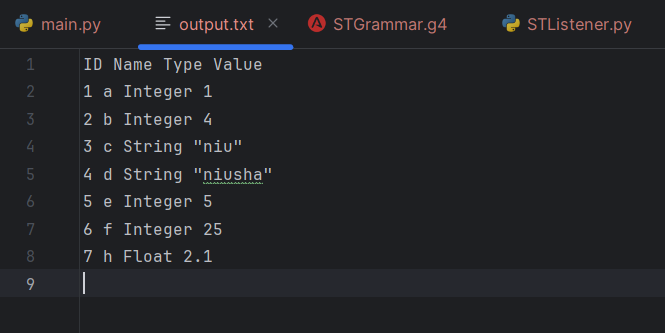 main.py output.txt STGrammar.g4 STListener.py
1 ID Name Type Value
2 1 a Integer 1
3 2 b Integer 4
4 3 c String "niu"
5 4 d String "niusha"
6 5 e Integer 5
7 6 f Integer 25
8 7 h Float 2.1
9